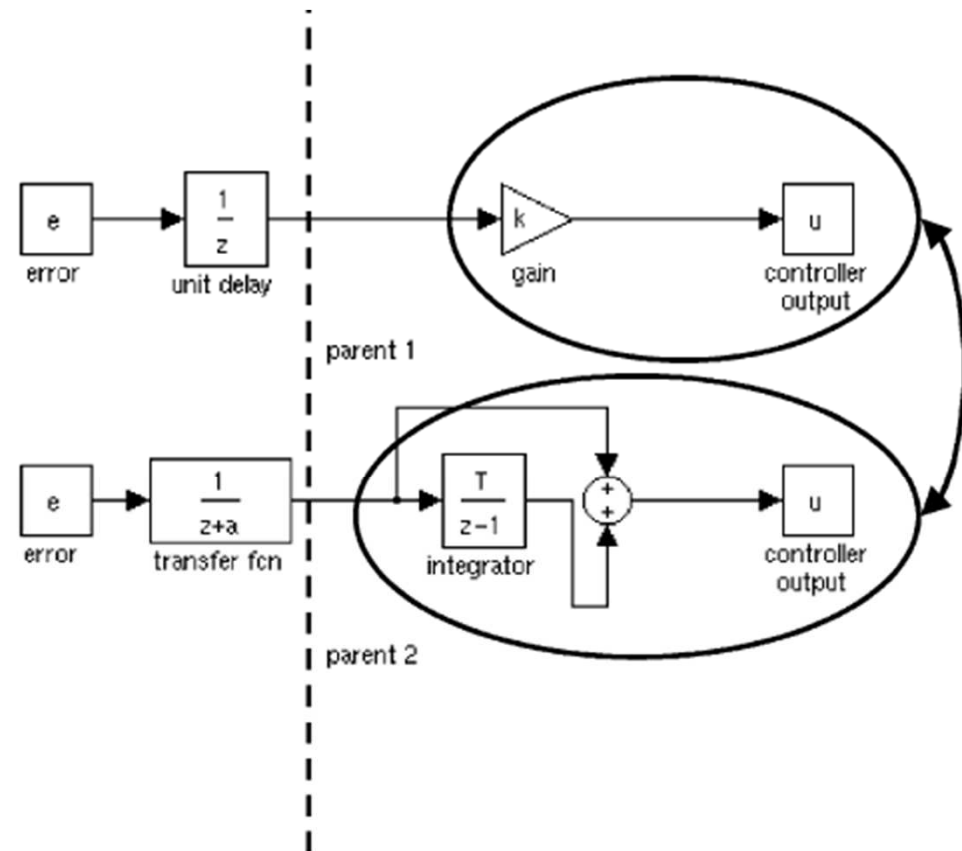 e
error
1
z
unit delay
k
gain
u
controller
output
parent 1
e
error
1
z+a
transfer fcn
T
z-1
integrator
+
+
u
controller
output
parent 2